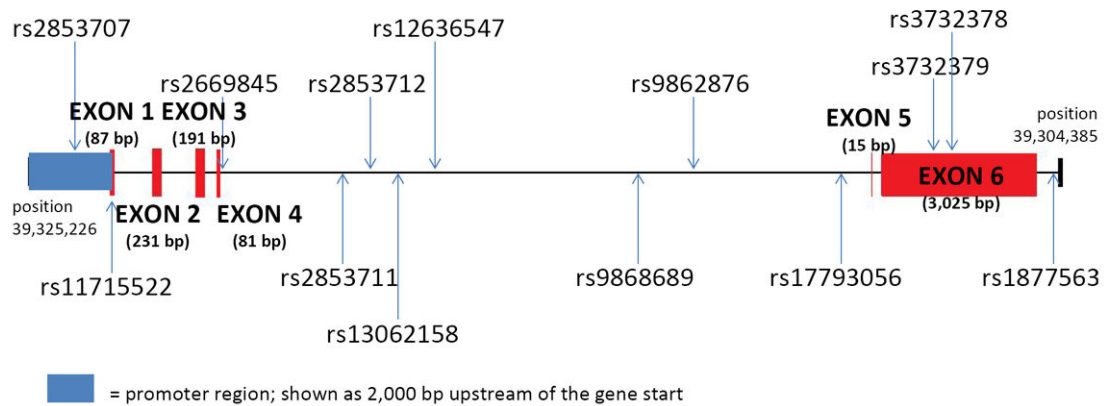 rs2853707
rs12636547
rs3732378
rs2669845
rs2853712
rs9862876
rs3732379
EXON 1
(87 bp)
EXON 3
(191 bp)
EXON 5
(15 bp)
position
39,304,385
EXON 6
(3,025 bp)
position
39,325,226
EXON 2
(231 bp)
EXON 4
(81 bp)
rs11715522
rs2853711
rs9868689
rs17793056
rs1877563
rs13062158
= promoter region; shown as 2,000 bp upstream of the gene start